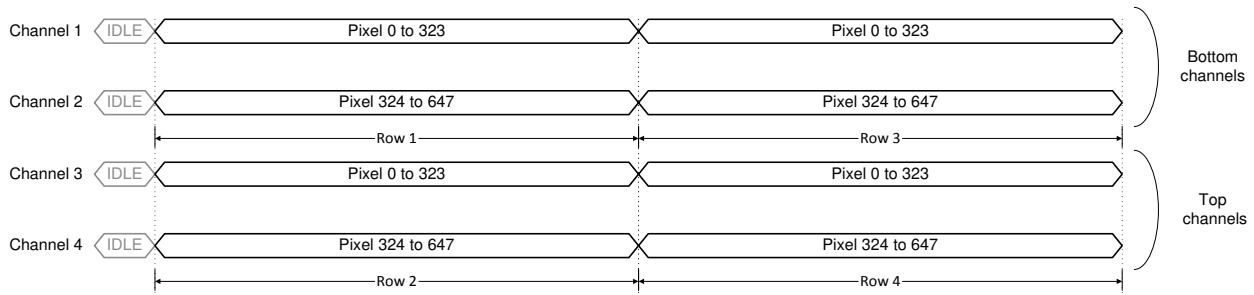 Channel 1 IDLE Pixel 0 to 323 Pixel 0 to 323
Bottom
channels
Channel 2 IDLE Pixel 324 to 647 Pixel 324 to 647
Row 1 Row 3
Channel 3 IDLE Pixel 0 to 323 Pixel 0 to 323
Top
channels
Channel 4 IDLE Pixel 324 to 647 Pixel 324 to 647
Row 2 Row 4